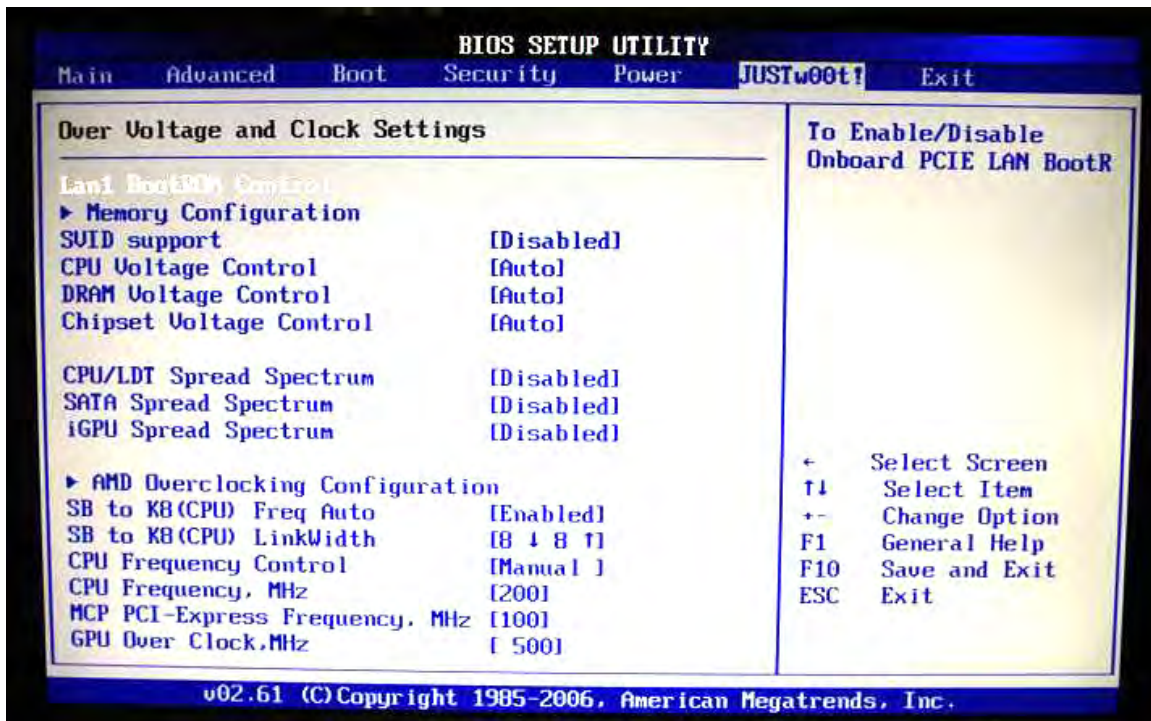 BIOS SETUP UTILITY
Main Advanced Boot Security Power JUSTw00t! Exit
Over Voltage and Clock Settings
Lan1 BootROM Control
▶ Memory Configuration
SVID support [Disabled]
CPU Voltage Control [Auto]
DRAM Voltage Control [Auto]
Chipset Voltage Control [Auto]
CPU/LDT Spread Spectrum [Disabled]
SATA Spread Spectrum [Disabled]
iGPU Spread Spectrum [Disabled]
▶ AMD Overclocking Configuration
SB to K8(CPU) Freq Auto [Enabled]
SB to K8(CPU) LinkWidth [8 ↓ 8 ↑]
CPU Frequency Control [Manual ]
CPU Frequency, MHz [200]
MCP PCI-Express Frequency, MHz [100]
GPU Over Clock,MHz [ 500]
To Enable/Disable
Onboard PCIE LAN BootR
← Select Screen
↑↓ Select Item
+- Change Option
F1 General Help
F10 Save and Exit
ESC Exit
v02.61 (C)Copyright 1985-2006, American Megatrends, Inc.